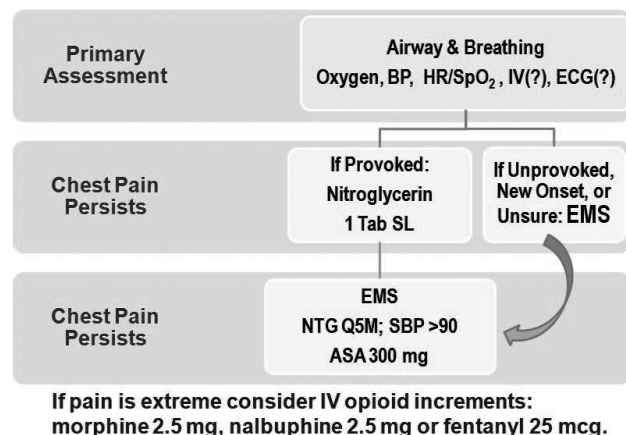 Primary
Assessment
Airway & Breathing
Oxygen, BP, HR/SpO₂, IV(?), ECG(?)
Chest Pain
Persists
If Provoked:
Nitroglycerin
1 Tab SL
If Unprovoked,
New Onset, or
Unsure: EMS
Chest Pain
Persists
EMS
NTG Q5M; SBP >90
ASA 300 mg
If pain is extreme consider IV opioid increments:
morphine 2.5 mg, nalbuphine 2.5 mg or fentanyl 25 mcg.